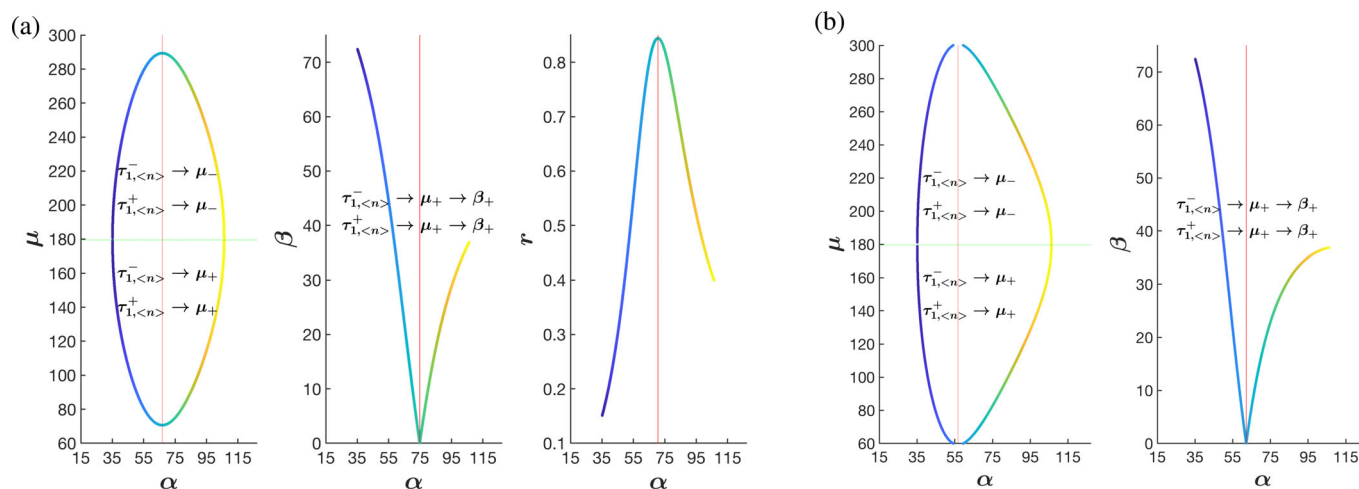 (a)
300
280
260
240
220
200
180
160
140
120
100
80
60
μ
τ⁻₁,<n> → μ₋
τ⁺₁,<n> → μ₋
τ⁻₁,<n> → μ₊
τ⁺₁,<n> → μ₊
15 35 55 75 95 115
α
70
60
50
40
30
20
10
0
β
τ⁻₁,<n> → μ₊ → β₊
τ⁺₁,<n> → μ₊ → β₊
15 35 55 75 95 115
α
0.8
0.7
0.6
0.5
0.4
0.3
0.2
0.1
r
15 35 55 75 95 115
α
(b)
300
280
260
240
220
200
180
160
140
120
100
80
60
μ
τ⁻₁,<n> → μ₋
τ⁺₁,<n> → μ₋
τ⁻₁,<n> → μ₊
τ⁺₁,<n> → μ₊
15 35 55 75 95 115
α
70
60
50
40
30
20
10
0
β
τ⁻₁,<n> → μ₊ → β₊
τ⁺₁,<n> → μ₊ → β₊
15 35 55 75 95 115
α